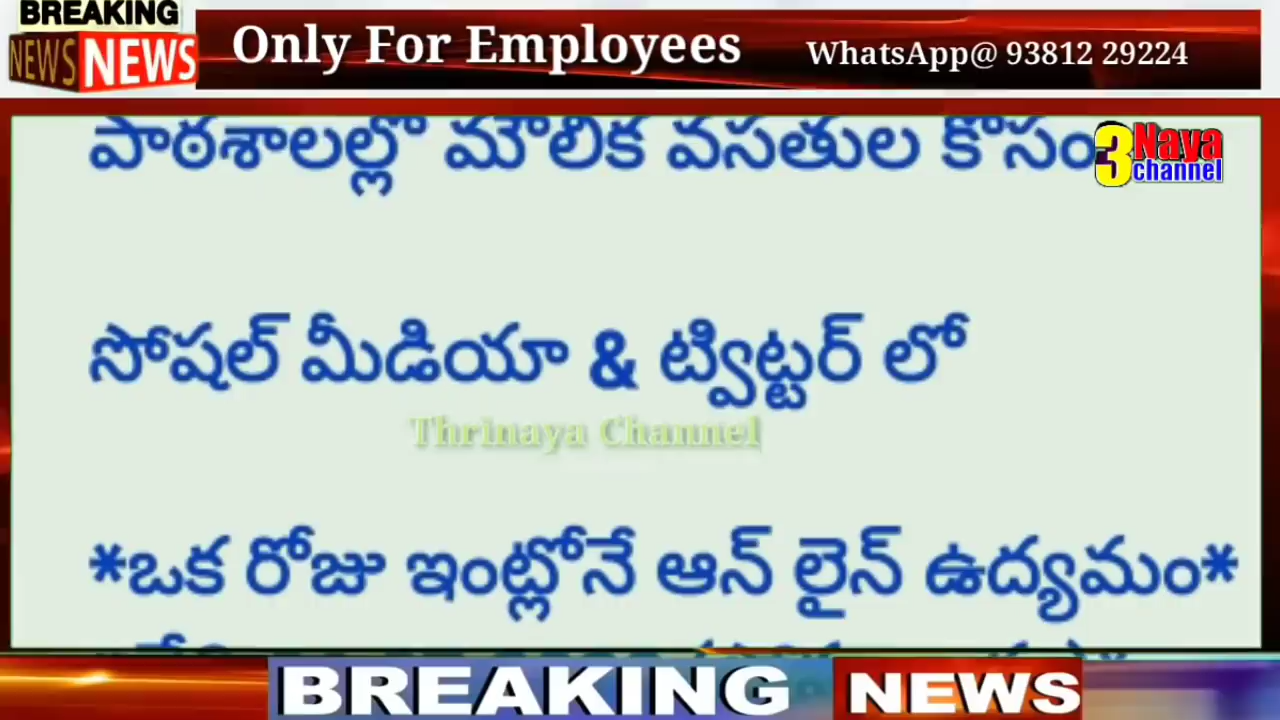 BREAKING
NEWS NEWS
Only For Employees
WhatsApp@ 93812 29224
పాఠశాలల్లో మౌలిక వసతుల కోసం
3 Naya
channel
సోషల్ మీడియా & ట్విట్టర్ లో
Thrinaya Channel
*ఒక రోజు ఇంట్లోనే ఆన్ లైన్ ఉద్యమం*
BREAKING NEWS